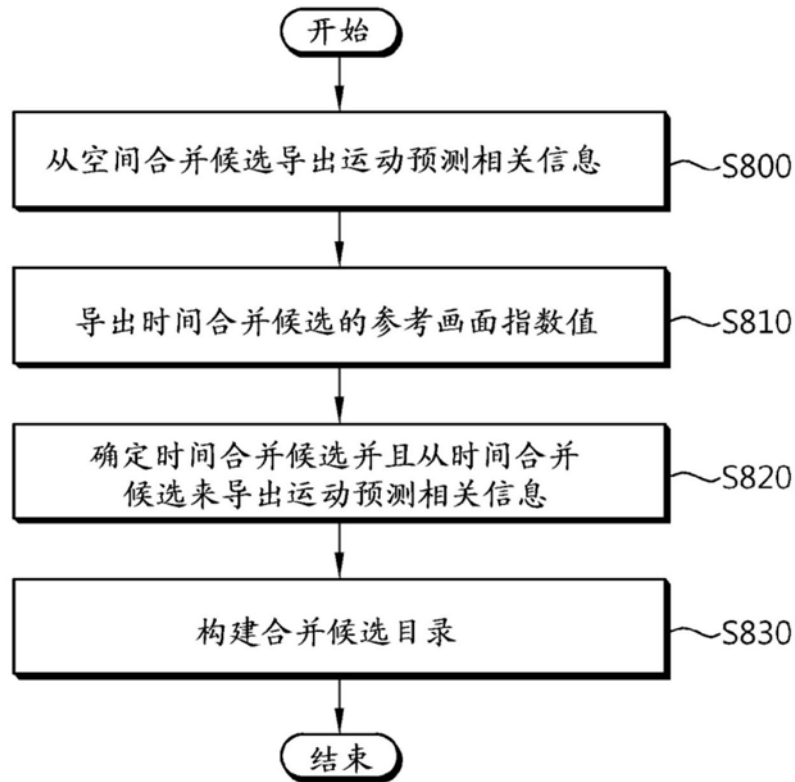 开始
从空间合并候选导出运动预测相关信息
S800
导出时间合并候选的参考画面指数值
S810
确定时间合并候选并且从时间合并
候选来导出运动预测相关信息
S820
构建合并候选目录
S830
结束